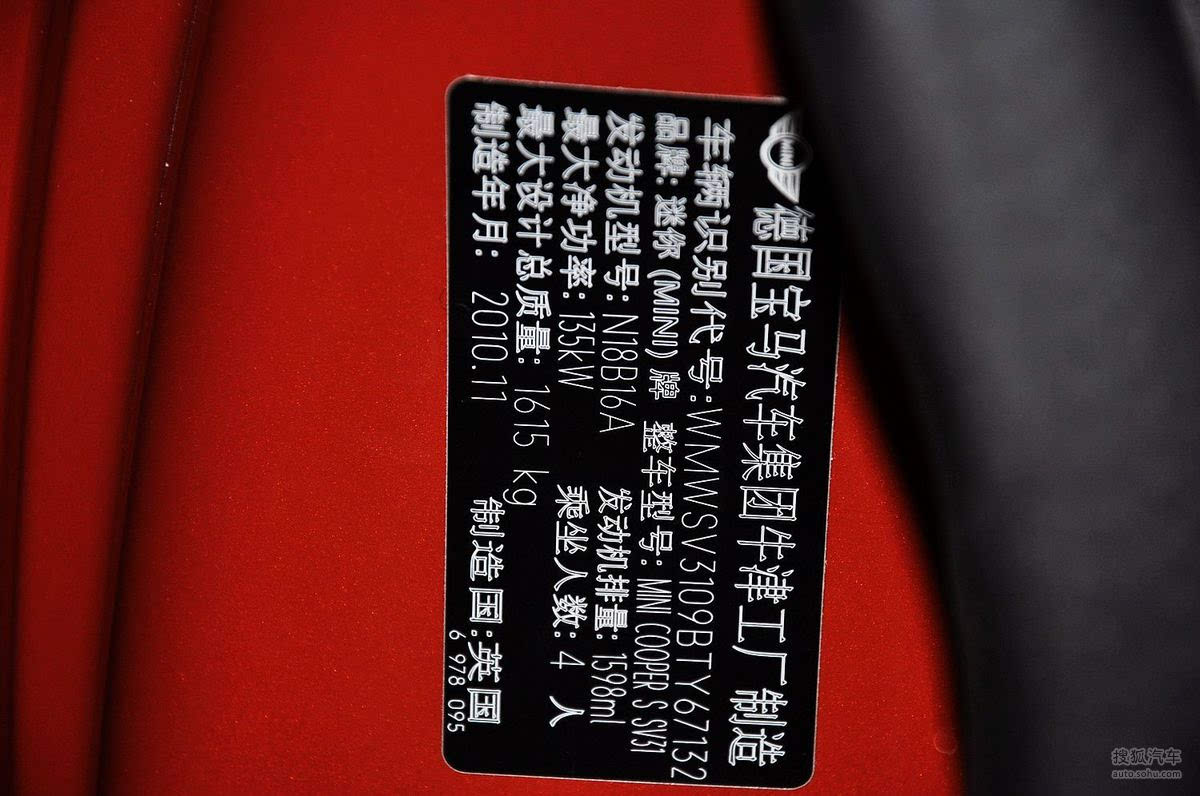 MINI
德国宝马汽车集团牛津工厂制造
车辆识别代号:WMWSV3109BTY67132
品牌: 迷你 (MINI) 牌 整车型号: MINI COOPER S SV31
发动机型号: N18B16A 发动机排量: 1598ml
最大净功率: 135kW 乘坐人数: 4 人
最大设计总质量: 1615 kg
制造年月: 2010.11 制造国:英国
6 978 095
搜狐汽车
auto.sohu.com